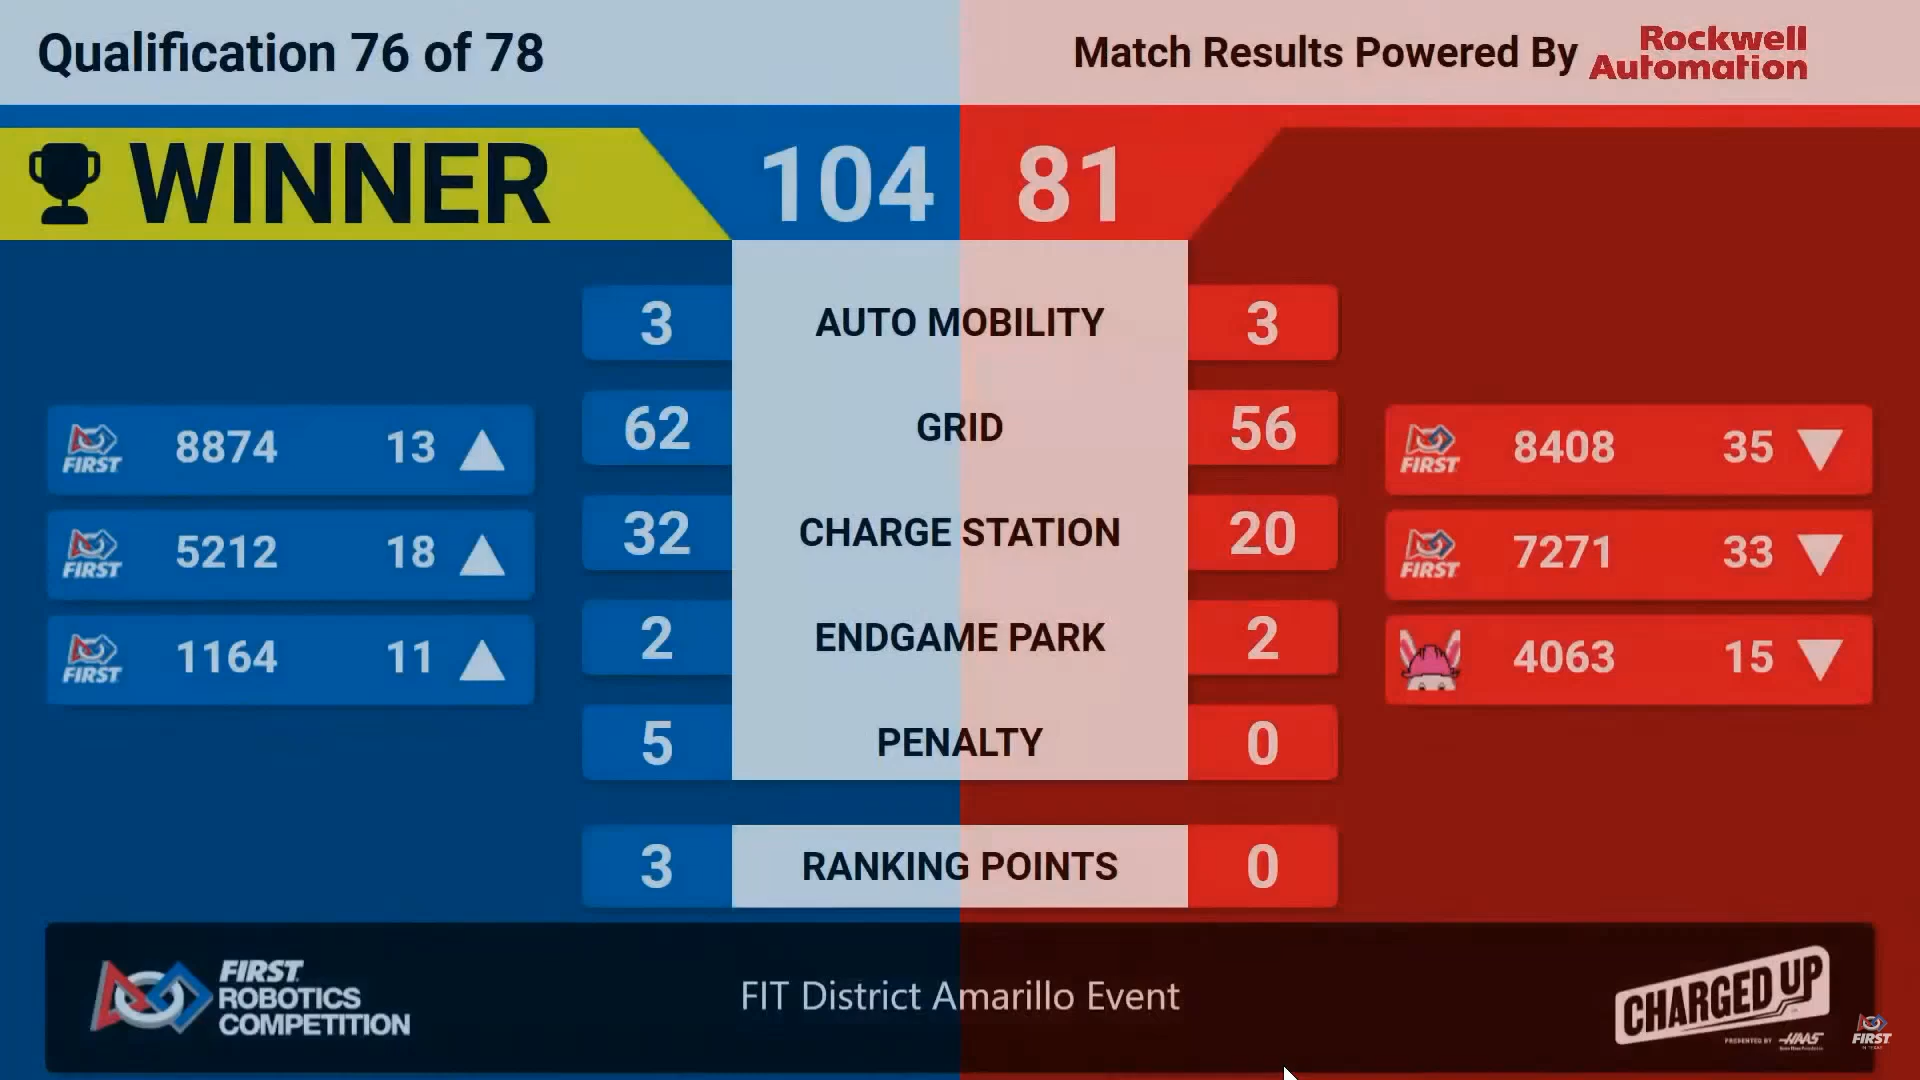 Qualification 76 of 78
Match Results Powered By
Rockwell
Automation
WINNER
104 81
3 AUTO MOBILITY 3
62 GRID 56
32 CHARGE STATION 20
2 ENDGAME PARK 2
5 PENALTY 0
3 RANKING POINTS 0
FIRST 8874 13
FIRST 5212 18
FIRST 1164 11
FIRST 8408 35
FIRST 7271 33
4063 15
FIRST
ROBOTICS
COMPETITION
FIT District Amarillo Event
CHARGED UP
PRESENTED BY HAAS
FIRST